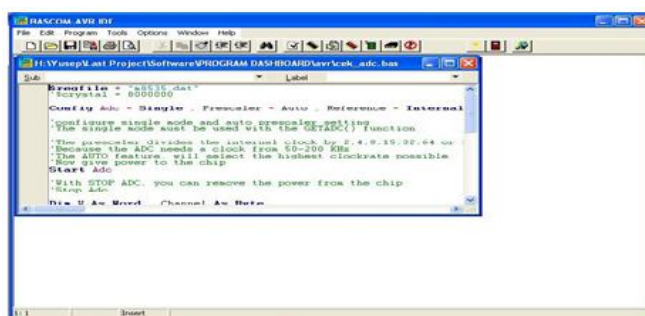 BASCOM-AVR IDE
File Edit Program Tools Options Window Help
H:\Yusep\Last Project\Software\PROGRAM DASHBOARD\avr\cek_adc.bas
Sub Label
$regfile = "m8535.dat"
'$crystal = 8000000
Config Adc = Single , Prescaler = Auto , Reference = Internal
'configure single mode and auto prescaler setting
'The single mode must be used with the GETADC() function
'The prescaler divides the internal clock by 2,4,8,15,32,64 or
'Because the ADC needs a clock from 50-200 KHz
'The AUTO feature, will select the highest clockrate possible
'Now give power to the chip
Start Adc
'With STOP ADC, you can remove the power from the chip
'Stop Adc
Dim W As Word , Channel As Byte
1: 1 Insert